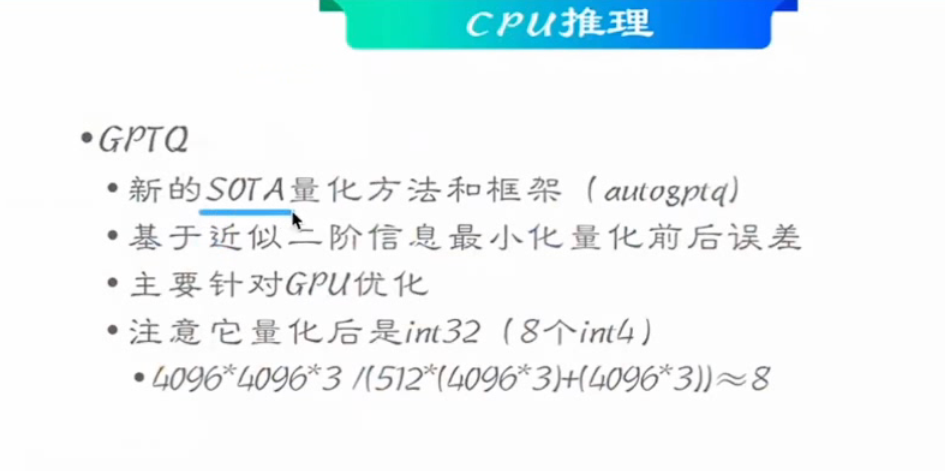 CPU推理
•GPTQ
•新的SOTA量化方法和框架（autogptq）
•基于近似二阶信息最小化量化前后误差
•主要针对GPU优化
•注意它量化后是int32（8个int4）
•4096*4096*3 /(512*(4096*3)+(4096*3))≈8